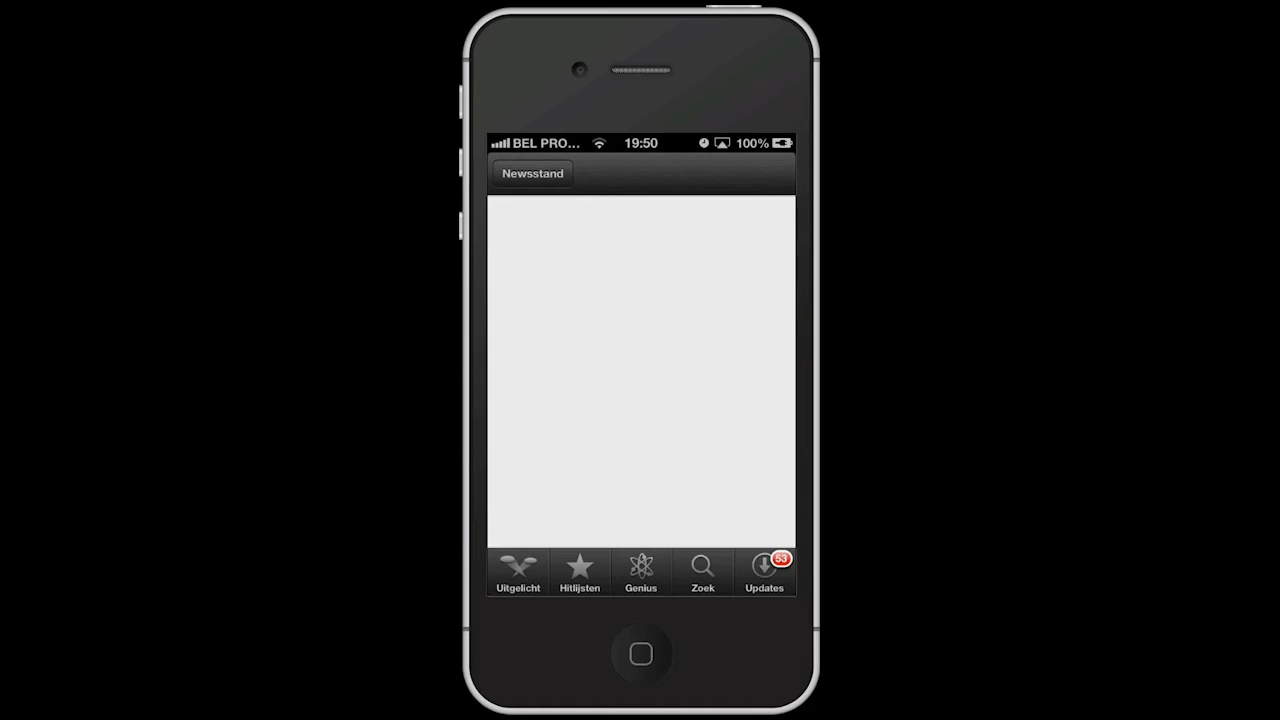 BEL PRO... 19:50 100%
Newsstand
53
Uitgelicht Hitlijsten Genius Zoek Updates